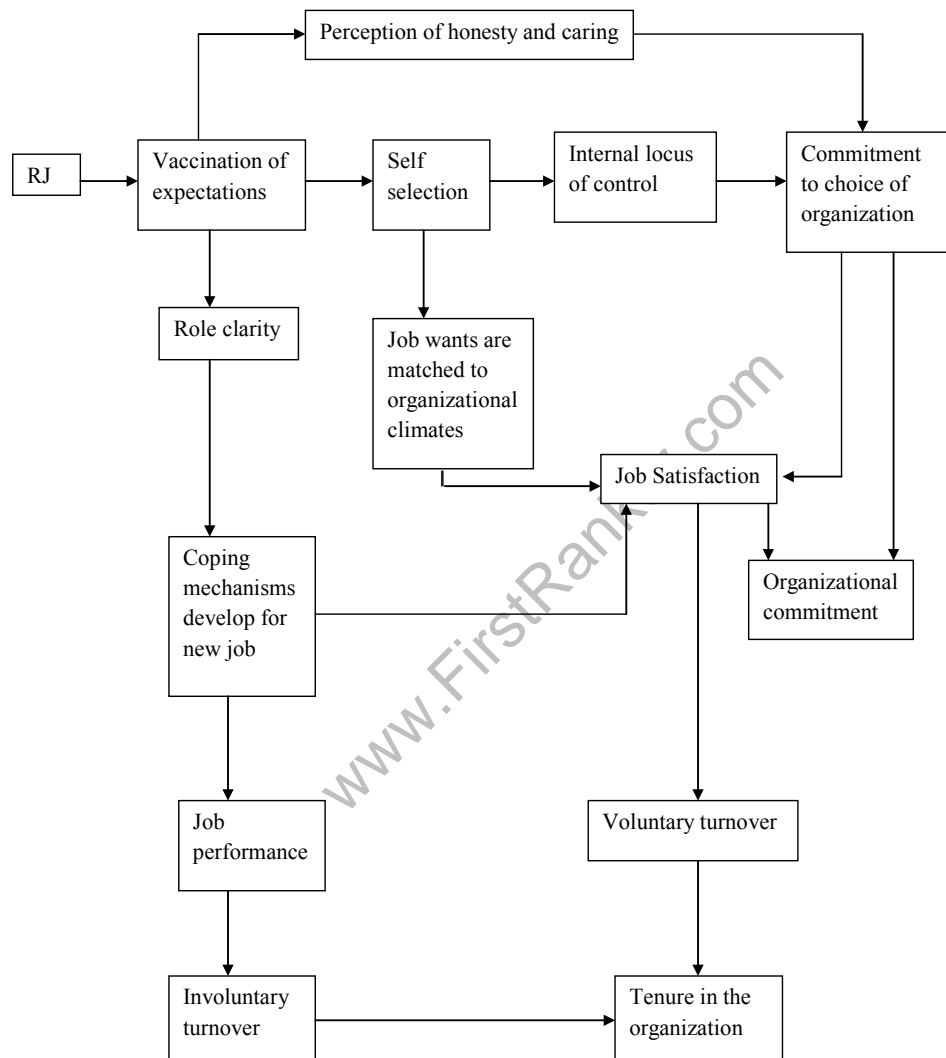 Perception of honesty and caring
RJ
Vaccination of
expectations
Self
selection
Internal locus
of control
Commitment
to choice of
organization
Role clarity
Job wants are
matched to
organizational
climates
Job Satisfaction
Coping
mechanisms
develop for
new job
Organizational
commitment
www.FirstRanker.com
Job
performance
Voluntary turnover
Involuntary
turnover
Tenure in the
organization